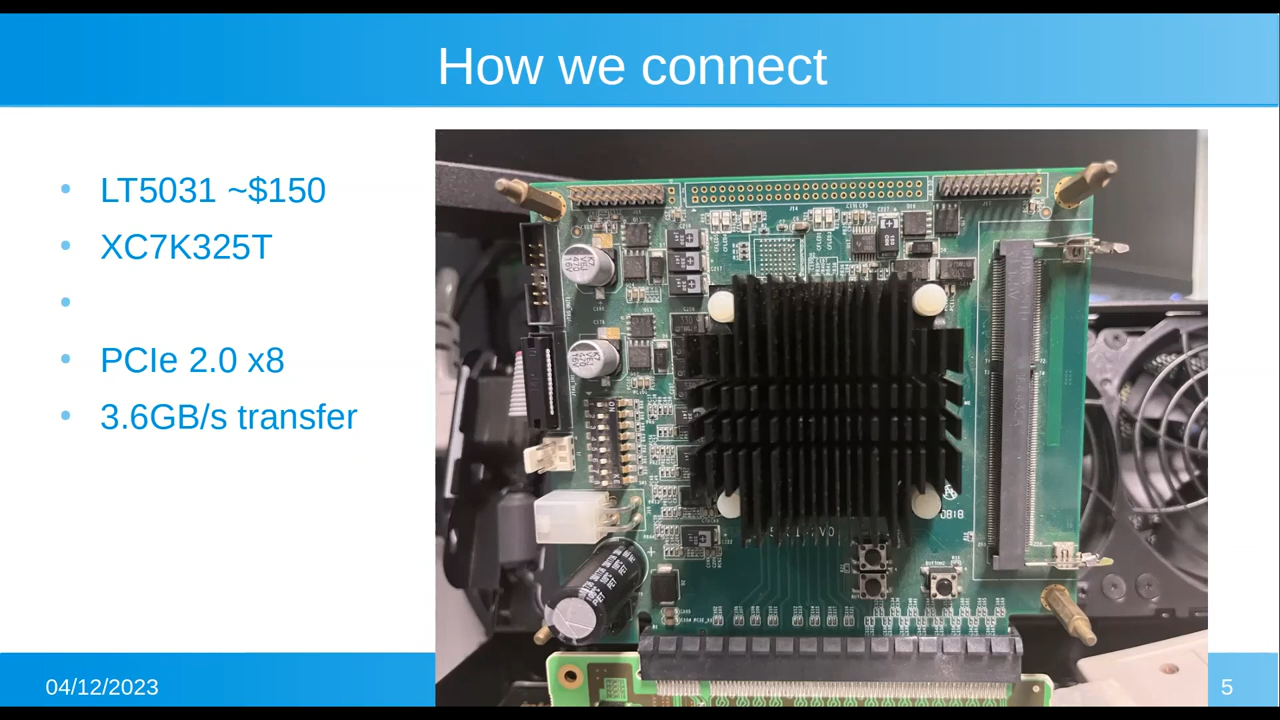 How we connect
LT5031 ~$150
XC7K325T
PCIe 2.0 x8
3.6GB/s transfer
04/12/2023
5